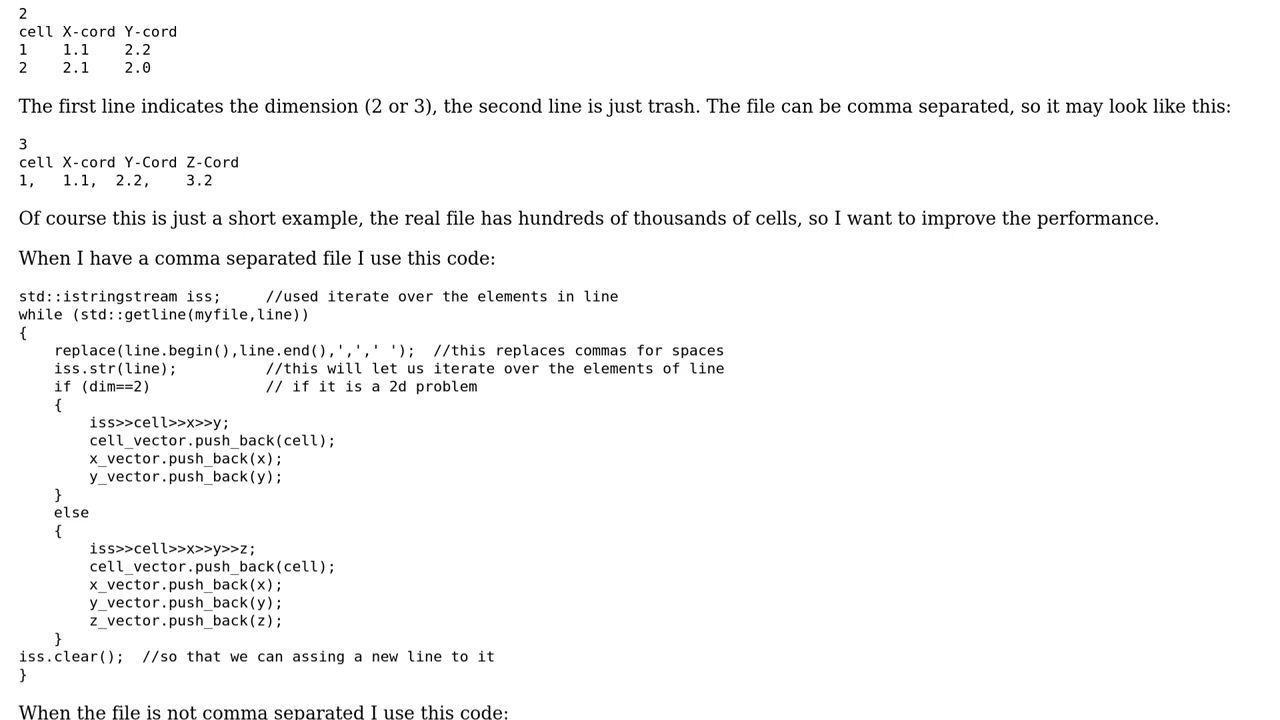 2
cell X-cord Y-cord
1    1.1    2.2
2    2.1    2.0
The first line indicates the dimension (2 or 3), the second line is just trash. The file can be comma separated, so it may look like this:
3
cell X-cord Y-Cord Z-Cord
1,   1.1,  2.2,    3.2
Of course this is just a short example, the real file has hundreds of thousands of cells, so I want to improve the performance.
When I have a comma separated file I use this code:
std::istringstream iss;     //used iterate over the elements in line
while (std::getline(myfile,line))
{
    replace(line.begin(),line.end(),',',' ');  //this replaces commas for spaces
    iss.str(line);          //this will let us iterate over the elements of line
    if (dim==2)             // if it is a 2d problem
    {
        iss>>cell>>x>>y;
        cell_vector.push_back(cell);
        x_vector.push_back(x);
        y_vector.push_back(y);
    }
    else
    {
        iss>>cell>>x>>y>>z;
        cell_vector.push_back(cell);
        x_vector.push_back(x);
        y_vector.push_back(y);
        z_vector.push_back(z);
    }
iss.clear();  //so that we can assing a new line to it
}
When the file is not comma separated I use this code: